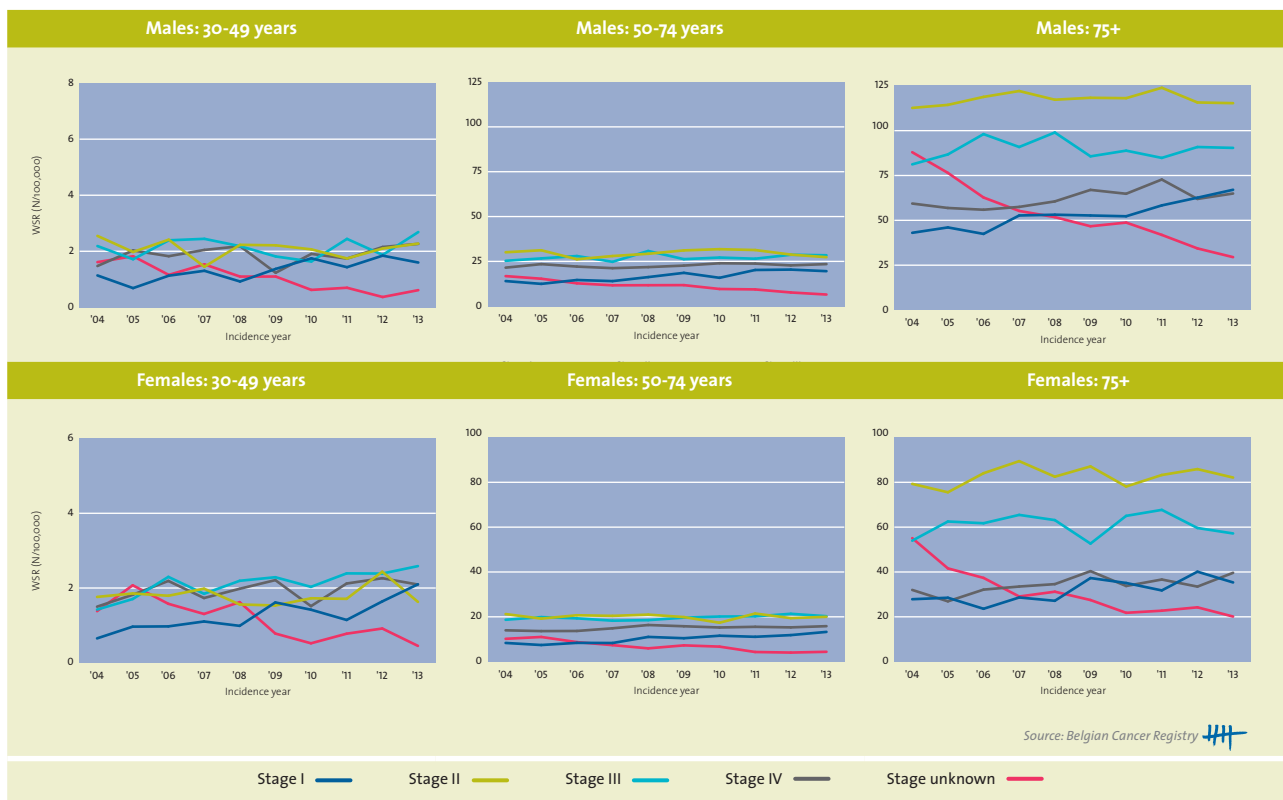 Males: 30-49 years
Males: 50-74 years
Males: 75+
WSR (N/100,000)
8
6
4
2
0
'04 '05 '06 '07 '08 '09 '10 '11 '12 '13
Incidence year
125
100
75
50
25
0
'04 '05 '06 '07 '08 '09 '10 '11 '12 '13
Incidence year
125
100
75
50
25
0
'04 '05 '06 '07 '08 '09 '10 '11 '12 '13
Incidence year
Females: 30-49 years
Females: 50-74 years
Females: 75+
WSR (N/100,000)
6
4
2
0
'04 '05 '06 '07 '08 '09 '10 '11 '12 '13
Incidence year
100
80
60
40
20
0
'04 '05 '06 '07 '08 '09 '10 '11 '12 '13
Incidence year
100
80
60
40
20
0
'04 '05 '06 '07 '08 '09 '10 '11 '12 '13
Incidence year
Source: Belgian Cancer Registry
Stage I Stage II Stage III Stage IV Stage unknown